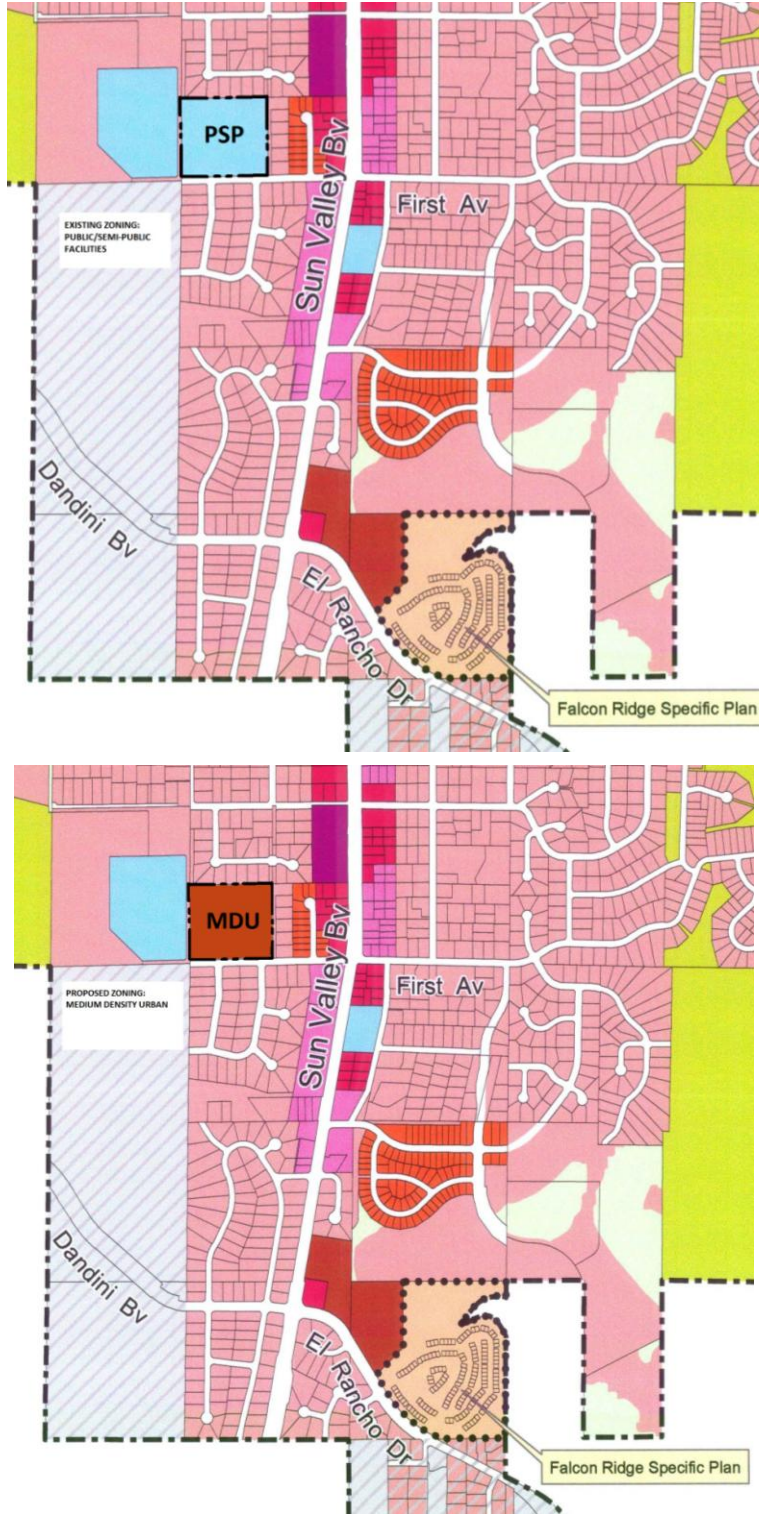 PSP
Sun Valley Bv
First Av
EXISTING ZONING:
PUBLIC/SEMI-PUBLIC
FACILITIES
Dandini Bv
El Rancho Dr
Falcon Ridge Specific Plan
MDU
Sun Valley Bv
First Av
PROPOSED ZONING:
MEDIUM DENSITY URBAN
Dandini Bv
El Rancho Dr
Falcon Ridge Specific Plan